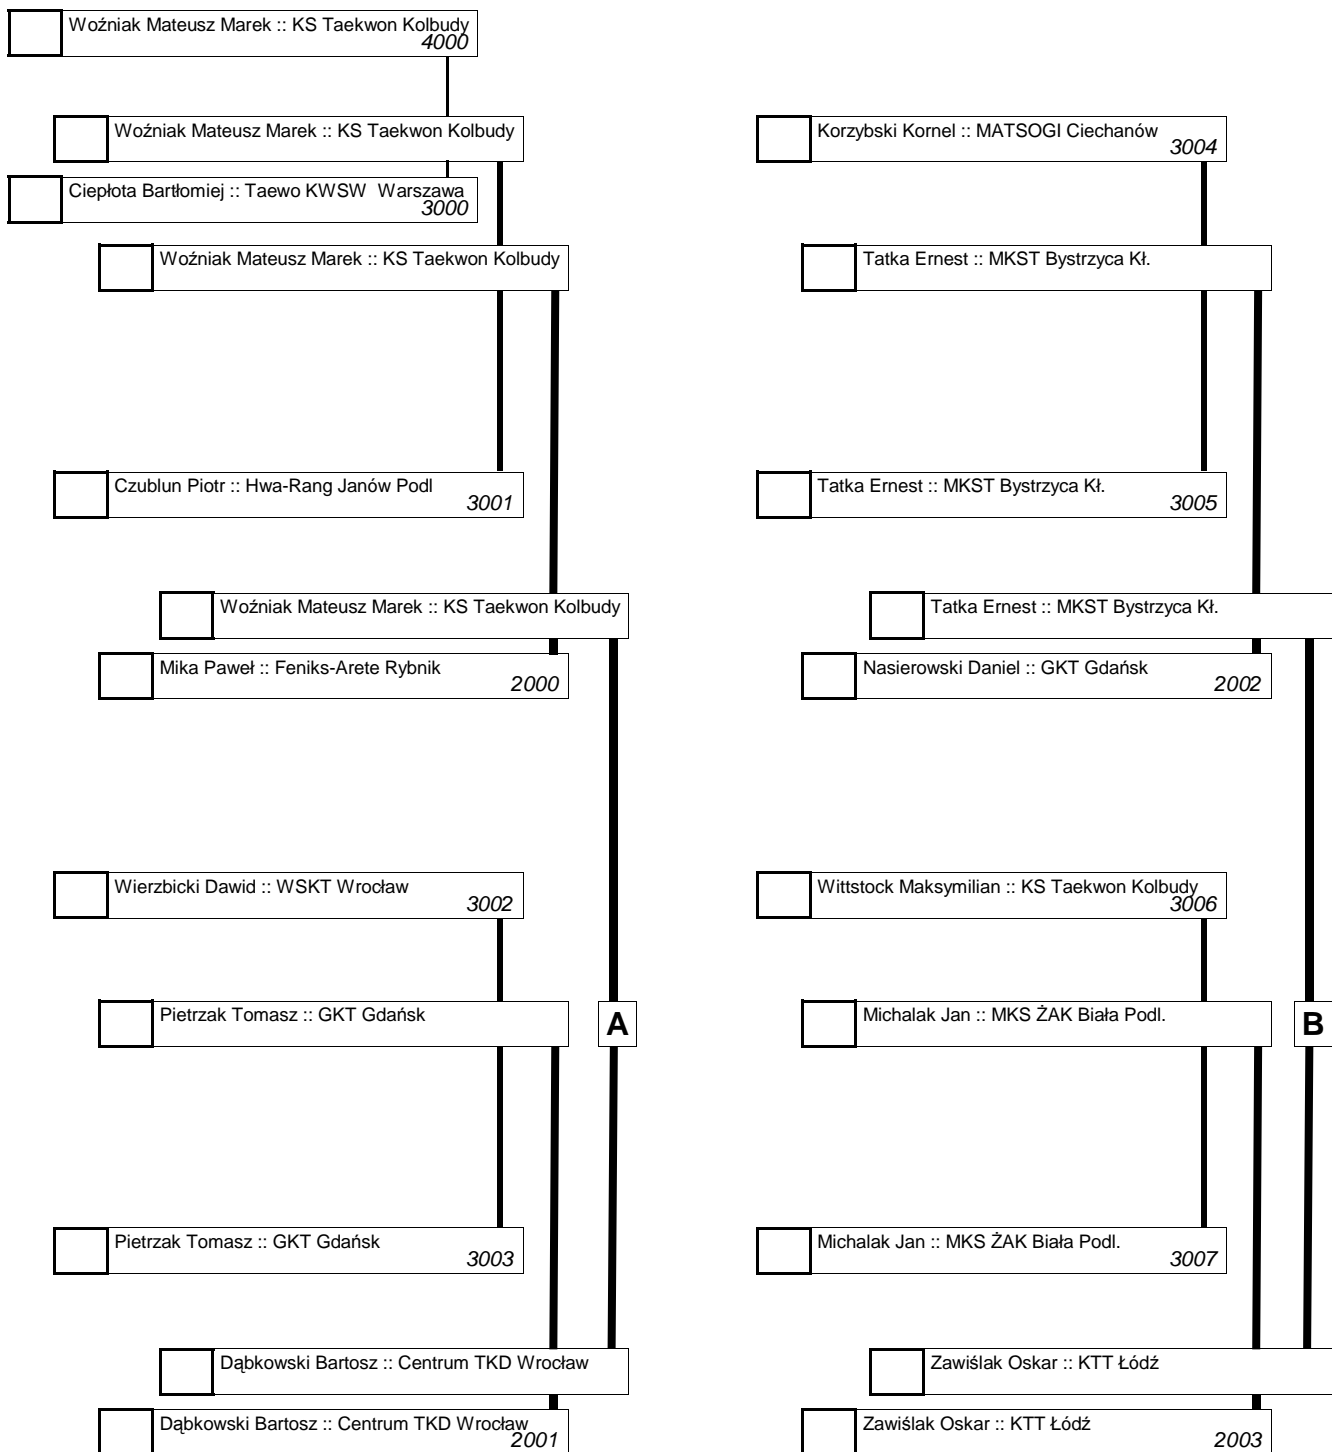 Woźniak Mateusz Marek :: KS Taekwon Kolbudy
4000
Woźniak Mateusz Marek :: KS Taekwon Kolbudy
Ciepłota Bartłomiej :: Taewo KWSW  Warszawa
3000
Woźniak Mateusz Marek :: KS Taekwon Kolbudy
Czublun Piotr :: Hwa-Rang Janów Podl
3001
Woźniak Mateusz Marek :: KS Taekwon Kolbudy
Mika Paweł :: Feniks-Arete Rybnik
2000
Wierzbicki Dawid :: WSKT Wrocław
3002
Pietrzak Tomasz :: GKT Gdańsk
A
Pietrzak Tomasz :: GKT Gdańsk
3003
Dąbkowski Bartosz :: Centrum TKD Wrocław
Dąbkowski Bartosz :: Centrum TKD Wrocław
2001
Korzybski Kornel :: MATSOGI Ciechanów
3004
Tatka Ernest :: MKST Bystrzyca Kł.
Tatka Ernest :: MKST Bystrzyca Kł.
3005
Tatka Ernest :: MKST Bystrzyca Kł.
Nasierowski Daniel :: GKT Gdańsk
2002
Wittstock Maksymilian :: KS Taekwon Kolbudy
3006
Michalak Jan :: MKS ŻAK Biała Podl.
B
Michalak Jan :: MKS ŻAK Biała Podl.
3007
Zawiślak Oskar :: KTT Łódź
Zawiślak Oskar :: KTT Łódź
2003